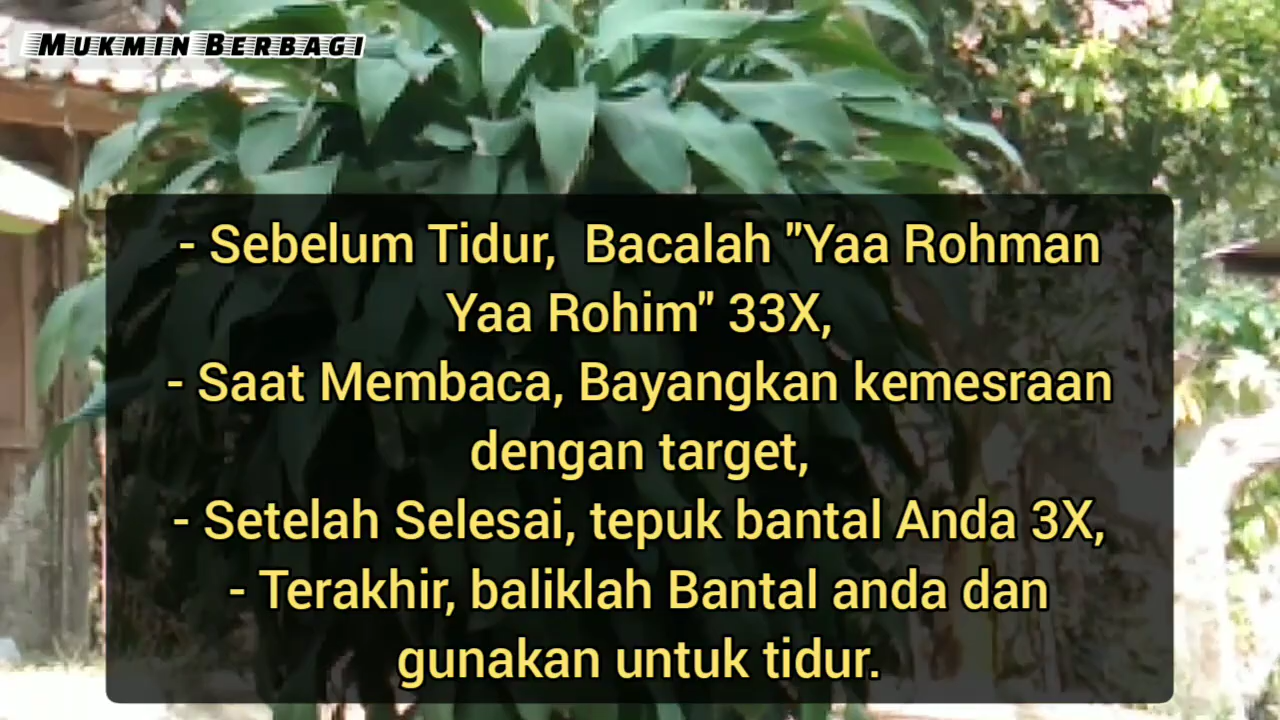 MUKMIN BERBAGI
- Sebelum Tidur, Bacalah "Yaa Rohman
Yaa Rohim" 33X,
- Saat Membaca, Bayangkan kemesraan
dengan target,
- Setelah Selesai, tepuk bantal Anda 3X,
- Terakhir, baliklah Bantal anda dan
gunakan untuk tidur.